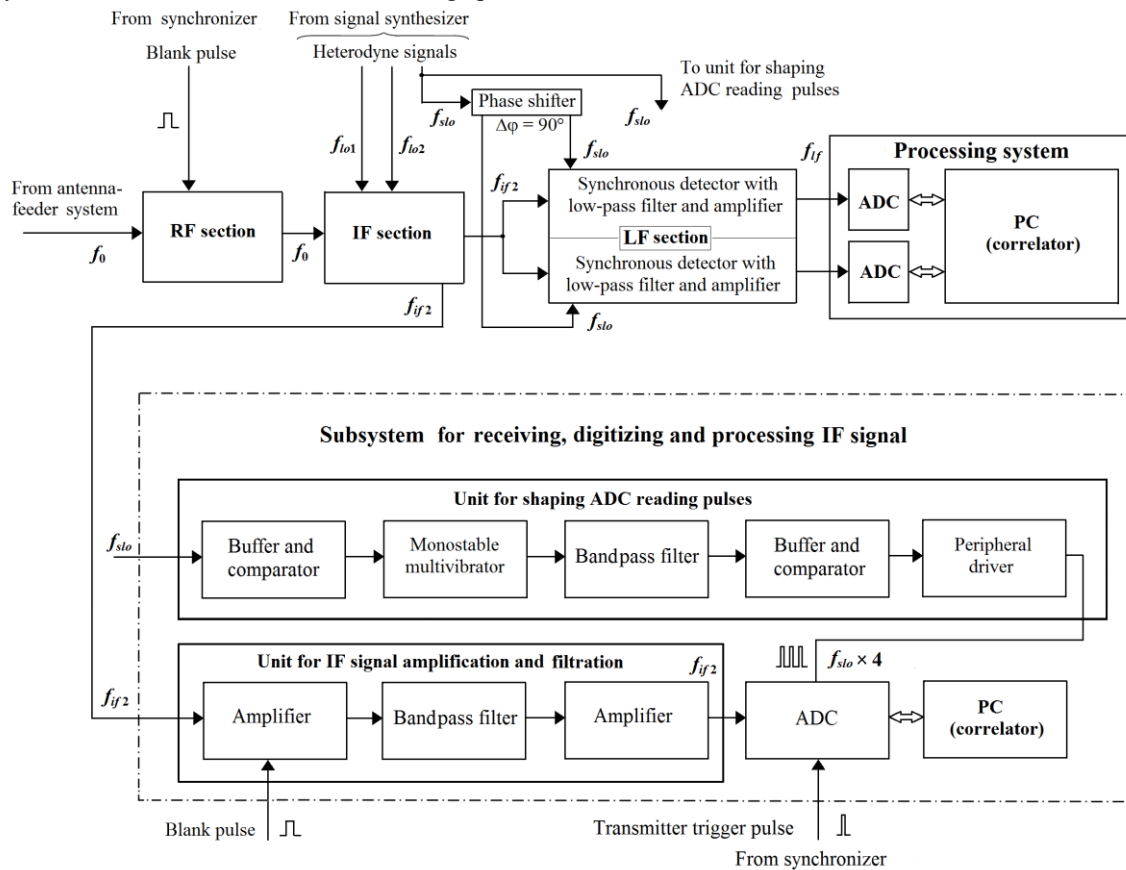 From synchronizer
From signal synthesizer
Blank pulse
Heterodyne signals
To unit for shaping
ADC reading pulses
Phase shifter
Δφ = 90°
f_slo
f_slo
f_slo
f_lo1
f_lo2
f_if 2
f_lf
Processing system
From antenna-
feeder system
f_0
RF section
f_0
IF section
Synchronous detector with
low-pass filter and amplifier
LF section
Synchronous detector with
low-pass filter and amplifier
ADC
ADC
PC
(correlator)
f_if 2
f_slo
Subsystem for receiving, digitizing and processing IF signal
Unit for shaping ADC reading pulses
f_slo
Buffer and
comparator
Monostable
multivibrator
Bandpass filter
Buffer and
comparator
Peripheral
driver
Unit for IF signal amplification and filtration
f_if 2
f_slo × 4
f_if 2
Amplifier
Bandpass filter
Amplifier
ADC
PC
(correlator)
Blank pulse
Transmitter trigger pulse
From synchronizer